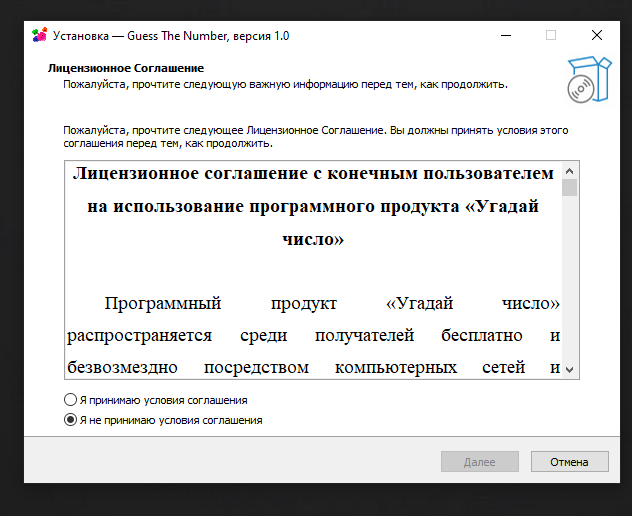 Установка — Guess The Number, версия 1.0
Лицензионное Соглашение
Пожалуйста, прочтите следующую важную информацию перед тем, как продолжить.
Пожалуйста, прочтите следующее Лицензионное Соглашение. Вы должны принять условия этого
соглашения перед тем, как продолжить.
Лицензионное соглашение с конечным пользователем
на использование программного продукта «Угадай
число»
Программный продукт «Угадай число»
распространяется среди получателей бесплатно и
безвозмездно посредством компьютерных сетей и
Я принимаю условия соглашения
Я не принимаю условия соглашения
Далее
Отмена